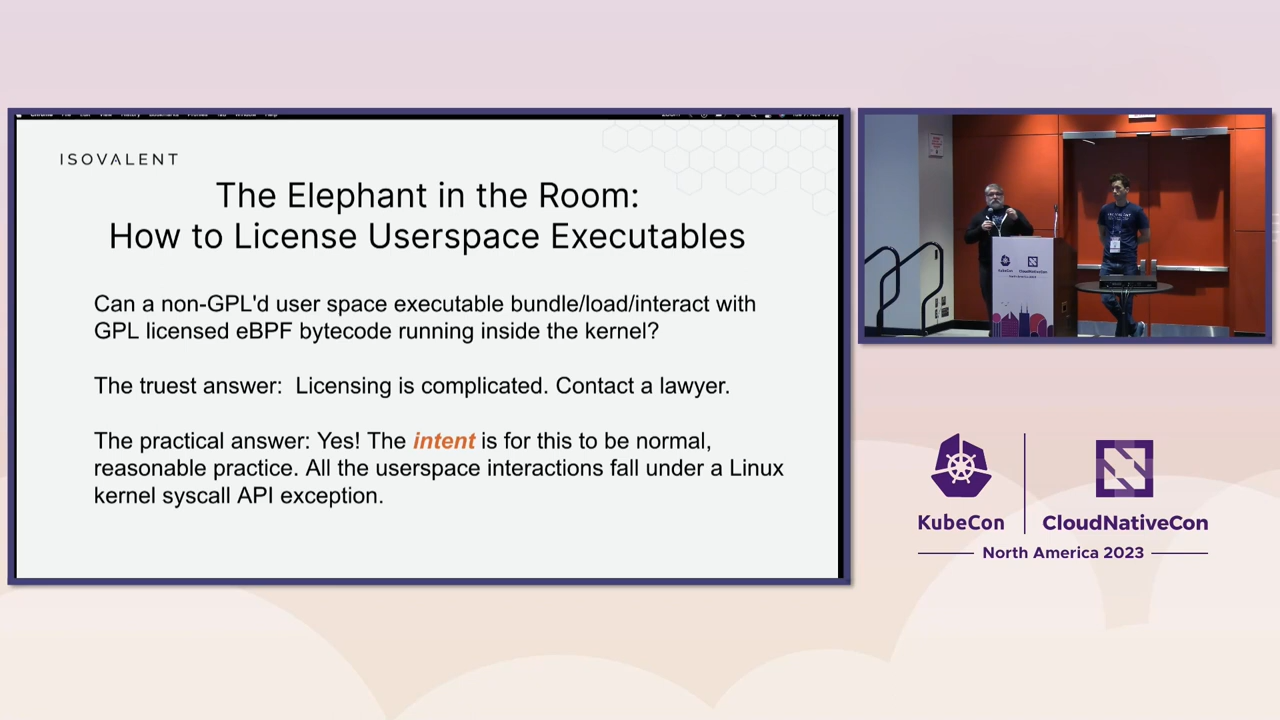 ISOVALENT
The Elephant in the Room:
How to License Userspace Executables
Can a non-GPL'd user space executable bundle/load/interact with
GPL licensed eBPF bytecode running inside the kernel?
The truest answer:  Licensing is complicated. Contact a lawyer.
The practical answer: Yes! The intent is for this to be normal,
reasonable practice. All the userspace interactions fall under a Linux
kernel syscall API exception.
KubeCon
CloudNativeCon
KubeCon
CloudNativeCon
North America 2023